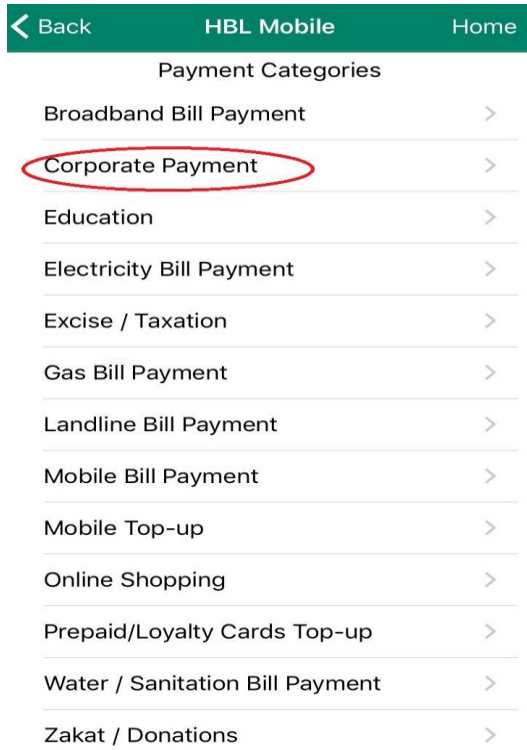 Back HBL Mobile Home
Payment Categories
Broadband Bill Payment
Corporate Payment
Education
Electricity Bill Payment
Excise / Taxation
Gas Bill Payment
Landline Bill Payment
Mobile Bill Payment
Mobile Top-up
Online Shopping
Prepaid/Loyalty Cards Top-up
Water / Sanitation Bill Payment
Zakat / Donations